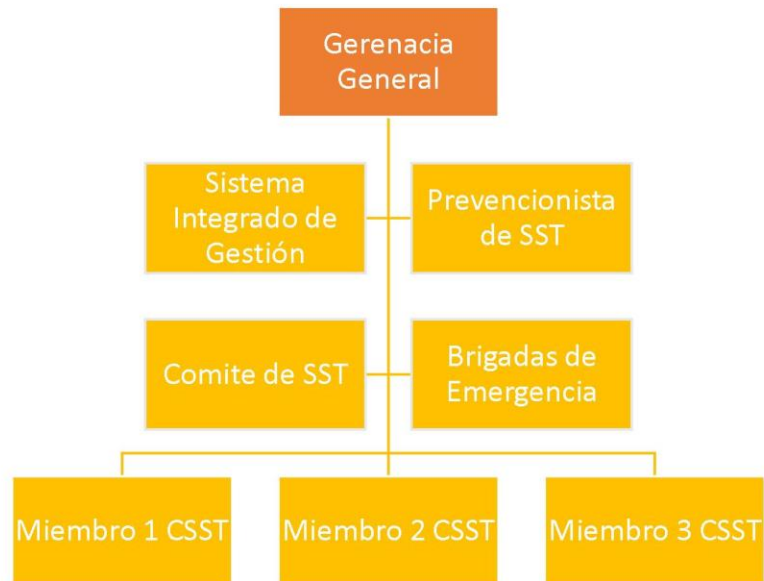 Gerenacia
General
Sistema
Integrado de
Gestión
Prevencionista
de SST
Comite de SST
Brigadas de
Emergencia
Miembro 1 CSST
Miembro 2 CSST
Miembro 3 CSST